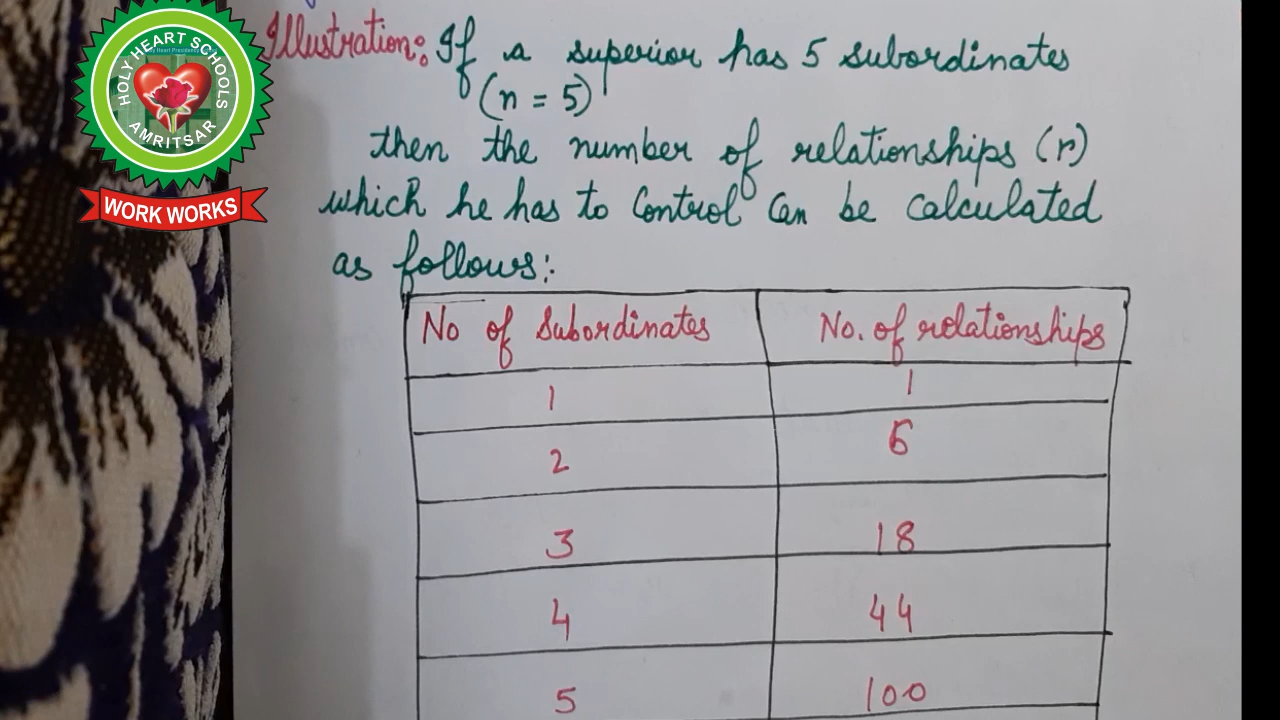 HOLY HEART SCHOOLS
AMRITSAR
WORK WORKS
Illustration:. If a superior has 5 subordinates
(n = 5)
then the number of relationships (r)
which he has to Control Can be calculated
as follows:
No of Subordinates No. of relationships
1 1
2 6
3 18
4 44
5 100